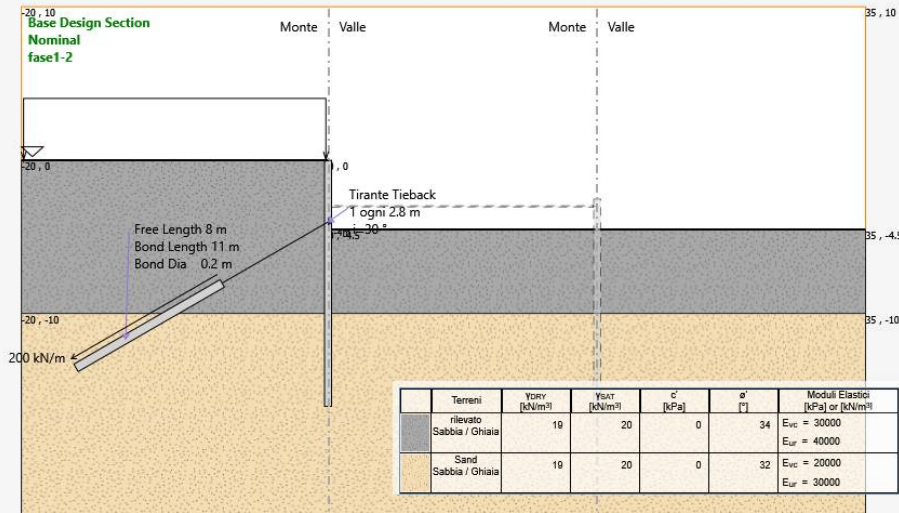 -20, 10
35, 10
Base Design Section
Nominal
fase1-2
Monte
Valle
Monte
Valle
-20, 0
0, 0
Tirante Tieback
1 ogni 2.8 m
i=30 °
-4.5
35, -4.5
Free Length 8 m
Bond Length 11 m
Bond Dia 0.2 m
-20, -10
35, -10
200 kN/m
Terreni γDRY [kN/m³] γSAT [kN/m³] c' [kPa] ø' [°] Moduli Elastici [kPa] or [kN/m³]
rilevato
Sabbia / Ghiaia 19 20 0 34 Evc = 30000
Eur = 40000
Sand
Sabbia / Ghiaia 19 20 0 32 Evc = 20000
Eur = 30000